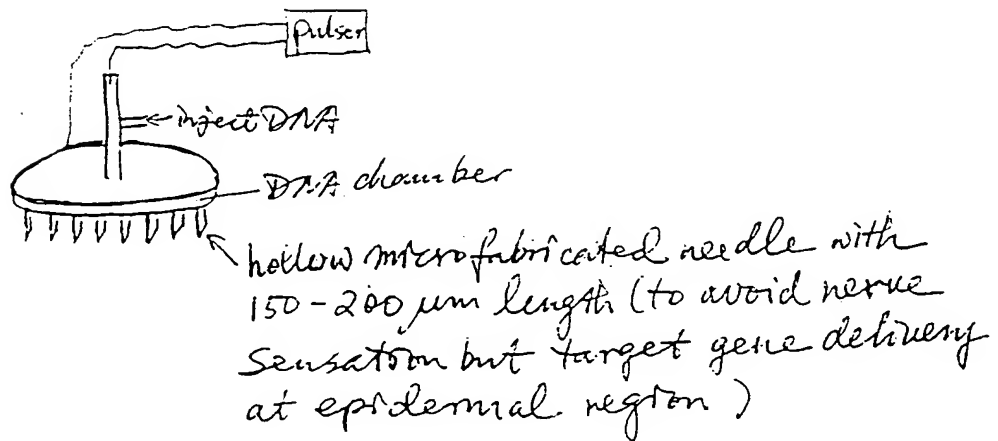 pulser
inject DNA
DNA chamber
hollow microfabricated needle with
150-200 μm length (to avoid nerve
sensation but target gene delivery
at epidermal region)